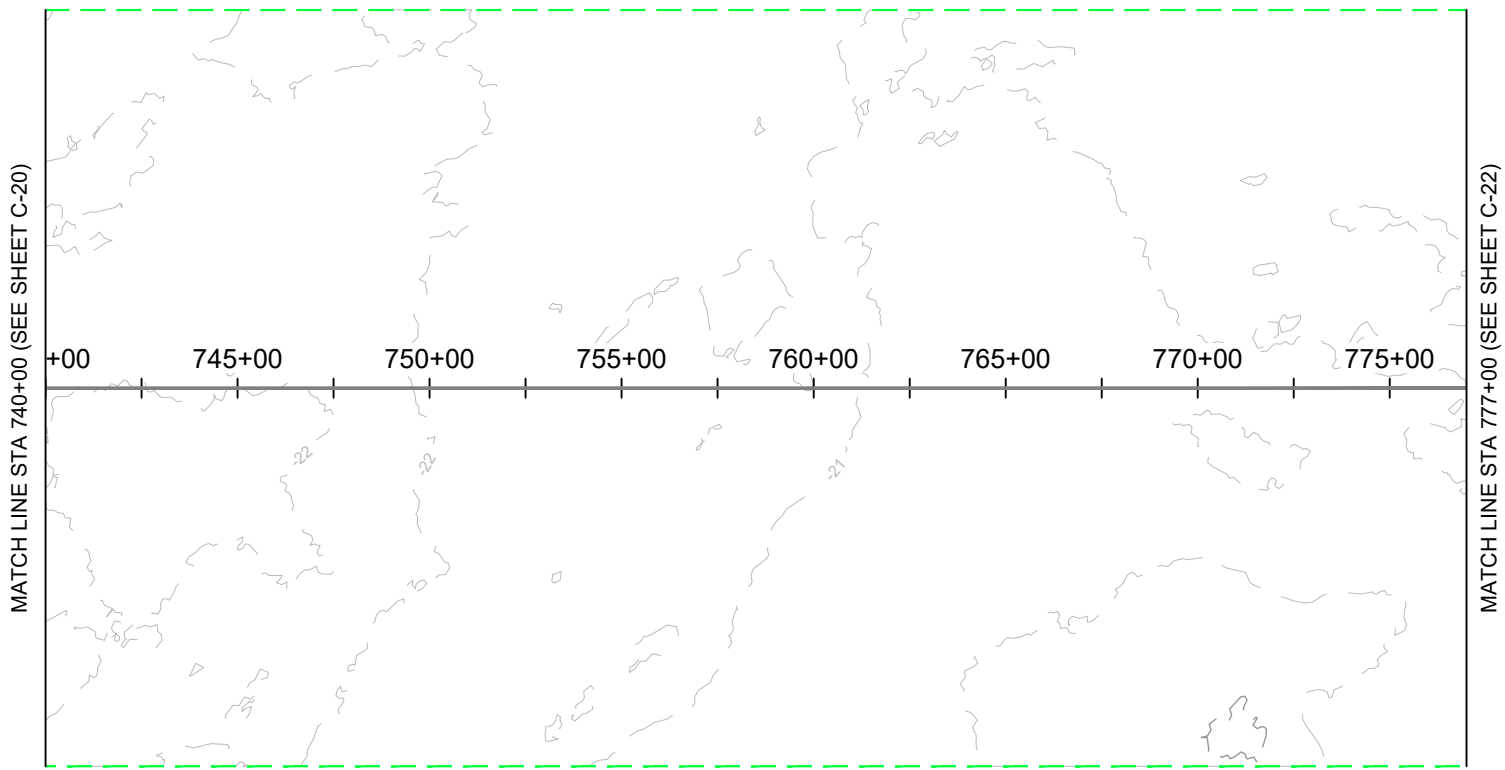 MATCH LINE STA 740+00 (SEE SHEET C-20)
+00 745+00 750+00 755+00 760+00 765+00 770+00 775+00
-22 -22 -21
MATCH LINE STA 777+00 (SEE SHEET C-22)